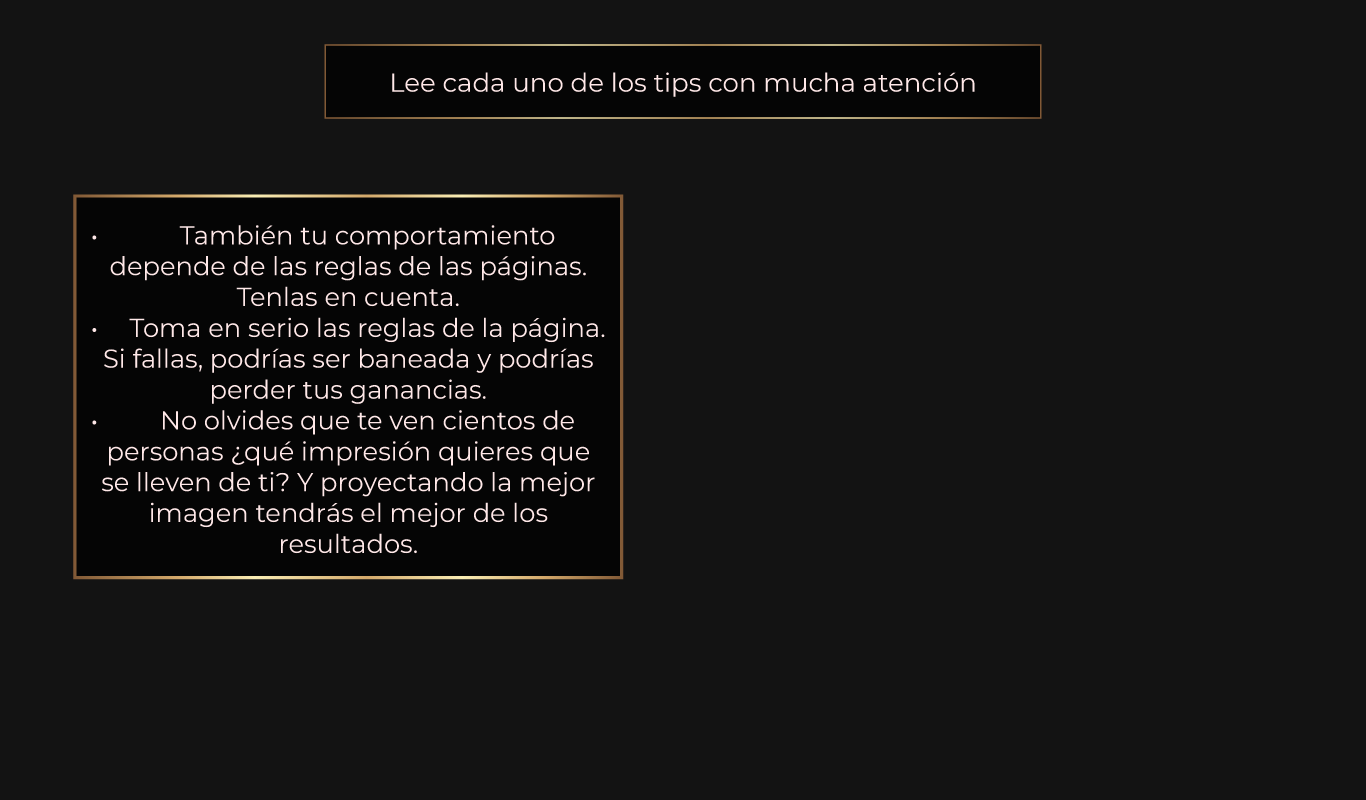 Lee cada uno de los tips con mucha atención
• También tu comportamiento
depende de las reglas de las páginas.
Tenlas en cuenta.
• Toma en serio las reglas de la página.
Si fallas, podrías ser baneada y podrías
perder tus ganancias.
• No olvides que te ven cientos de
personas ¿qué impresión quieres que
se lleven de ti? Y proyectando la mejor
imagen tendrás el mejor de los
resultados.